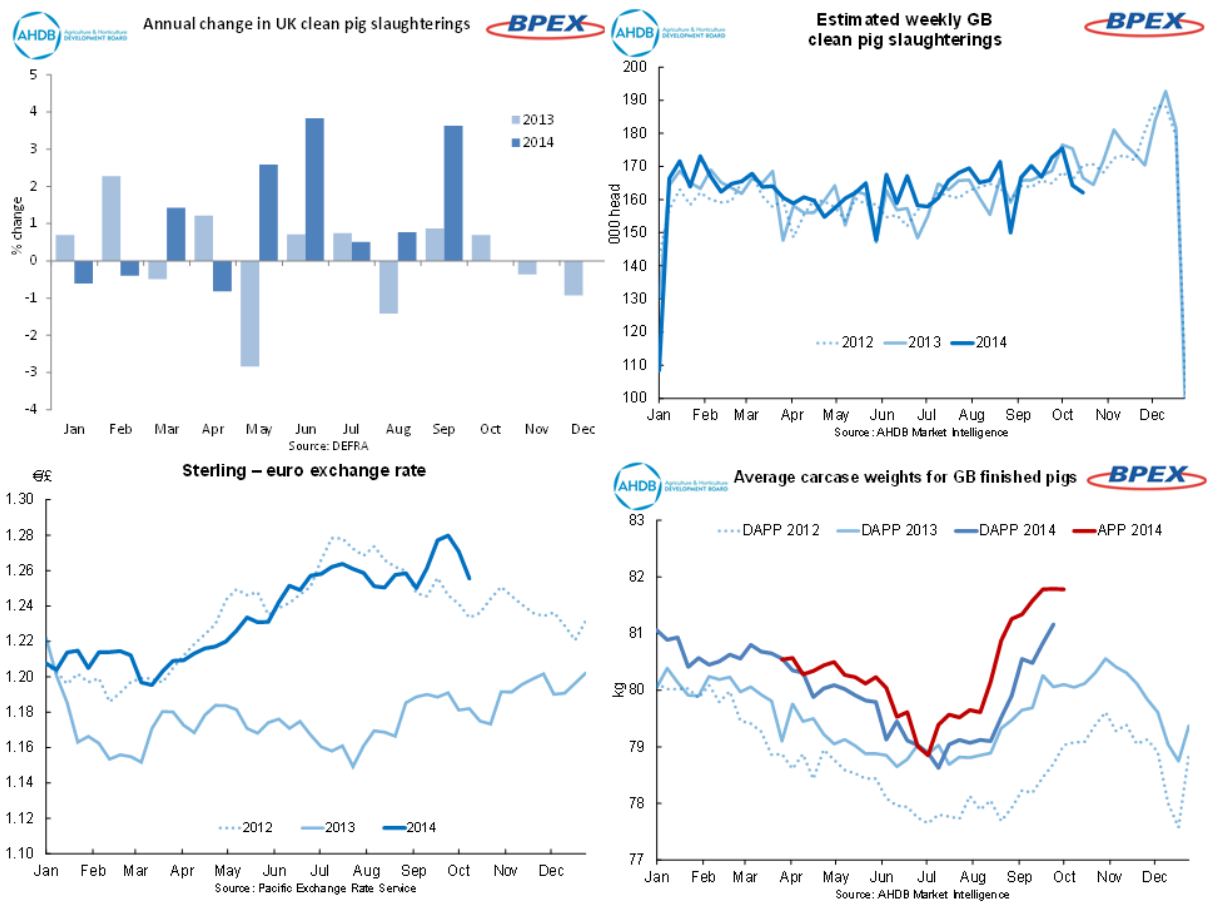 AHDB
Agriculture & Horticulture
DEVELOPMENT BOARD
Annual change in UK clean pig slaughterings
BPEX
5
4
3
2
1
0
-1
-2
-3
-4
% change
2013
2014
Jan Feb Mar Apr May Jun Jul Aug Sep Oct Nov Dec
Source: DEFRA
AHDB
Agriculture & Horticulture
DEVELOPMENT BOARD
Estimated weekly GB
clean pig slaughterings
BPEX
200
190
180
170
160
150
140
130
120
110
100
000 head
2012 2013 2014
Jan Feb Mar Apr May Jun Jul Aug Sep Oct Nov Dec
Source: AHDB Market Intelligence
€/£
Sterling – euro exchange rate
1.30
1.28
1.26
1.24
1.22
1.20
1.18
1.16
1.14
1.12
1.10
2012 2013 2014
Jan Feb Mar Apr May Jun Jul Aug Sep Oct Nov Dec
Source: Pacific Exchange Rate Service
AHDB
Agriculture & Horticulture
DEVELOPMENT BOARD
Average carcase weights for GB finished pigs
BPEX
83
82
81
80
79
78
77
kg
DAPP 2012 DAPP 2013 DAPP 2014 APP 2014
Jan Feb Mar Apr May Jun Jul Aug Sep Oct Nov Dec
Source: AHDB Market Intelligence